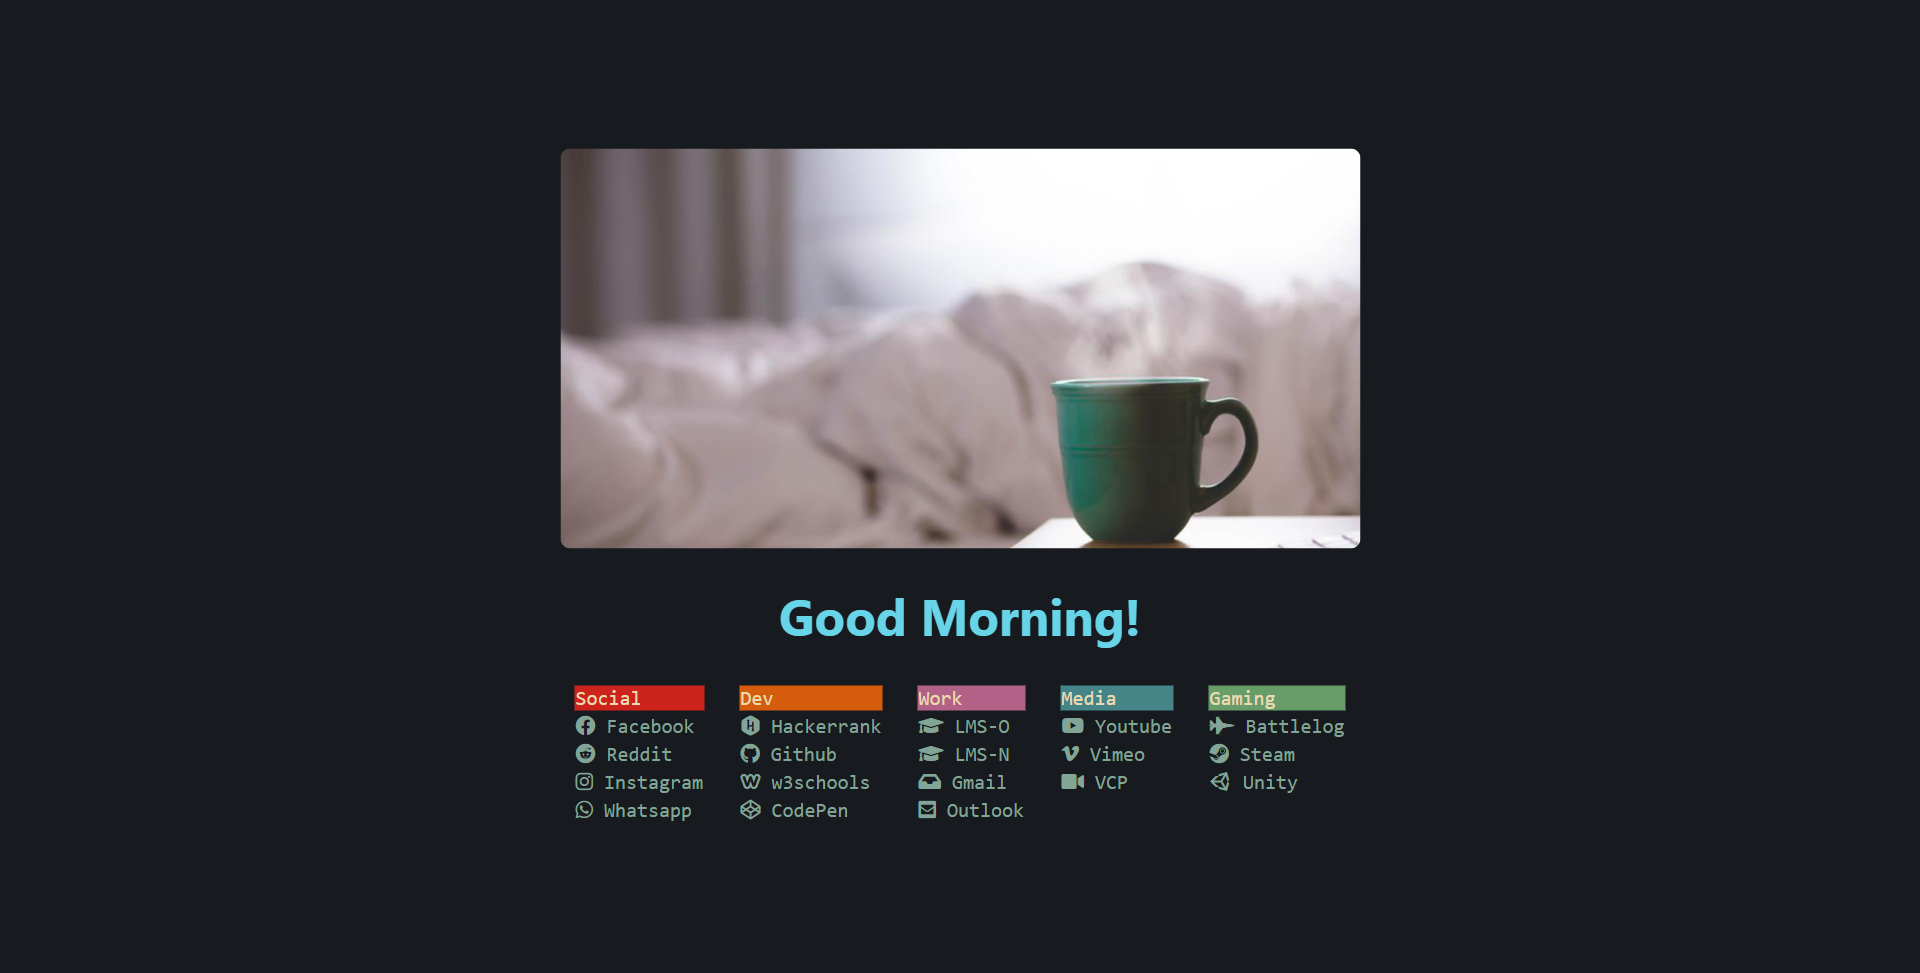 Good Morning!
Social
Facebook
Reddit
Instagram
Whatsapp
Dev
Hackerrank
Github
w3schools
CodePen
Work
LMS-O
LMS-N
Gmail
Outlook
Media
Youtube
Vimeo
VCP
Gaming
Battlelog
Steam
Unity